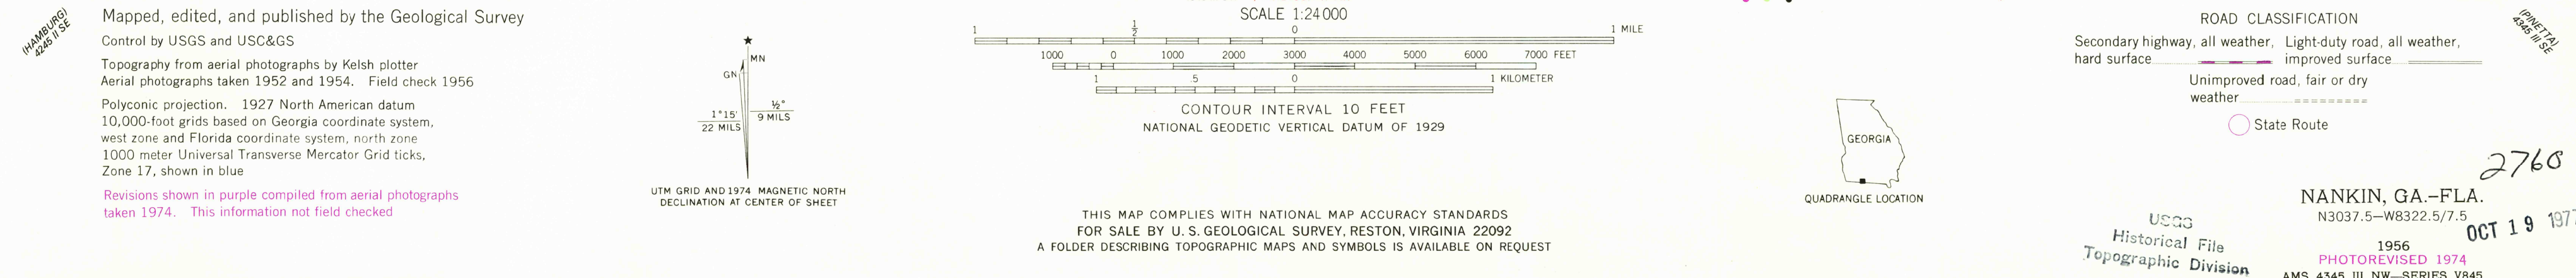 (HAMBURG)
4245 II SE
Mapped, edited, and published by the Geological Survey
Control by USGS and USC&GS
Topography from aerial photographs by Kelsh plotter
Aerial photographs taken 1952 and 1954. Field check 1956
Polyconic projection. 1927 North American datum
10,000-foot grids based on Georgia coordinate system,
west zone and Florida coordinate system, north zone
1000 meter Universal Transverse Mercator Grid ticks,
Zone 17, shown in blue
Revisions shown in purple compiled from aerial photographs
taken 1974. This information not field checked
★
MN
GN
1°15'
22 MILS
½°
9 MILS
UTM GRID AND 1974 MAGNETIC NORTH
DECLINATION AT CENTER OF SHEET
SCALE 1:24 000
1 ½ 0 1 MILE
1000 0 1000 2000 3000 4000 5000 6000 7000 FEET
1 .5 0 1 KILOMETER
CONTOUR INTERVAL 10 FEET
NATIONAL GEODETIC VERTICAL DATUM OF 1929
THIS MAP COMPLIES WITH NATIONAL MAP ACCURACY STANDARDS
FOR SALE BY U. S. GEOLOGICAL SURVEY, RESTON, VIRGINIA 22092
A FOLDER DESCRIBING TOPOGRAPHIC MAPS AND SYMBOLS IS AVAILABLE ON REQUEST
GEORGIA
QUADRANGLE LOCATION
ROAD CLASSIFICATION
Secondary highway, all weather,
hard surface
Light-duty road, all weather,
improved surface
Unimproved road, fair or dry
weather
State Route
(PINETTA)
4345 III SE
2760
NANKIN, GA.–FLA.
N3037.5—W8322.5/7.5
OCT 19 197
1956
PHOTOREVISED 1974
AMS 4345 III NW—SERIES V845
USGS
Historical File
Topographic Division